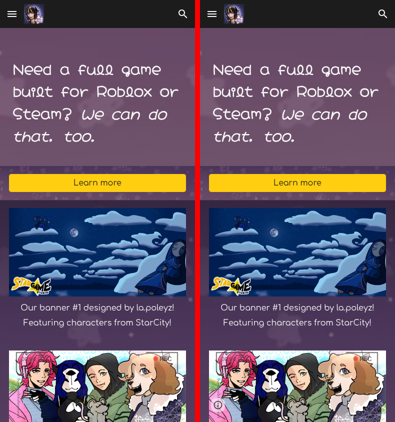 Need a full game
built for Roblox or
Steam? We can do
that. too.
Learn more
Our banner #1 designed by la.poleyz!
Featuring characters from StarCity!
REC
Need a full game
built for Roblox or
Steam? We can do
that. too.
Learn more
Our banner #1 designed by la.poleyz!
Featuring characters from StarCity!
REC